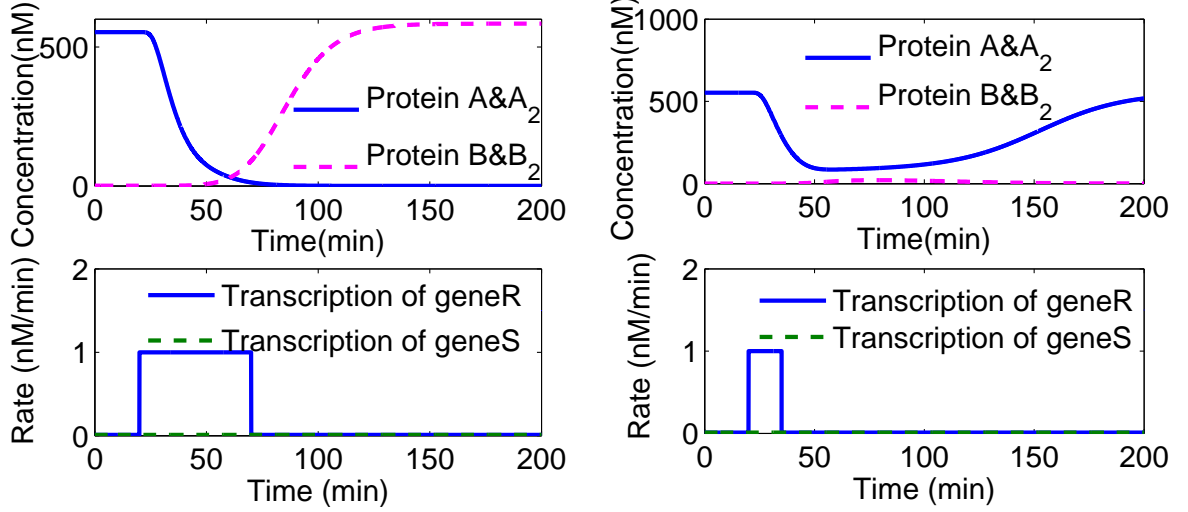 Concentration(nM)
500
0
Protein A&A2
Protein B&B2
0 50 100 150 200
Time(min)
Concentration(nM)
1000
500
0
Protein A&A2
Protein B&B2
0 50 100 150 200
Time(min)
Rate (nM/min)
2
1
0
Transcription of geneR
Transcription of geneS
0 50 100 150 200
Time (min)
Rate (nM/min)
2
1
0
Transcription of geneR
Transcription of geneS
0 50 100 150 200
Time (min)